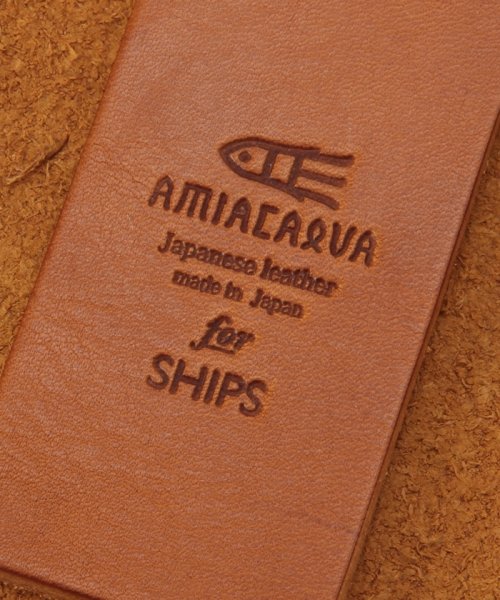 AMIACALVA
Japanese leather
made in Japan
for
SHIPS